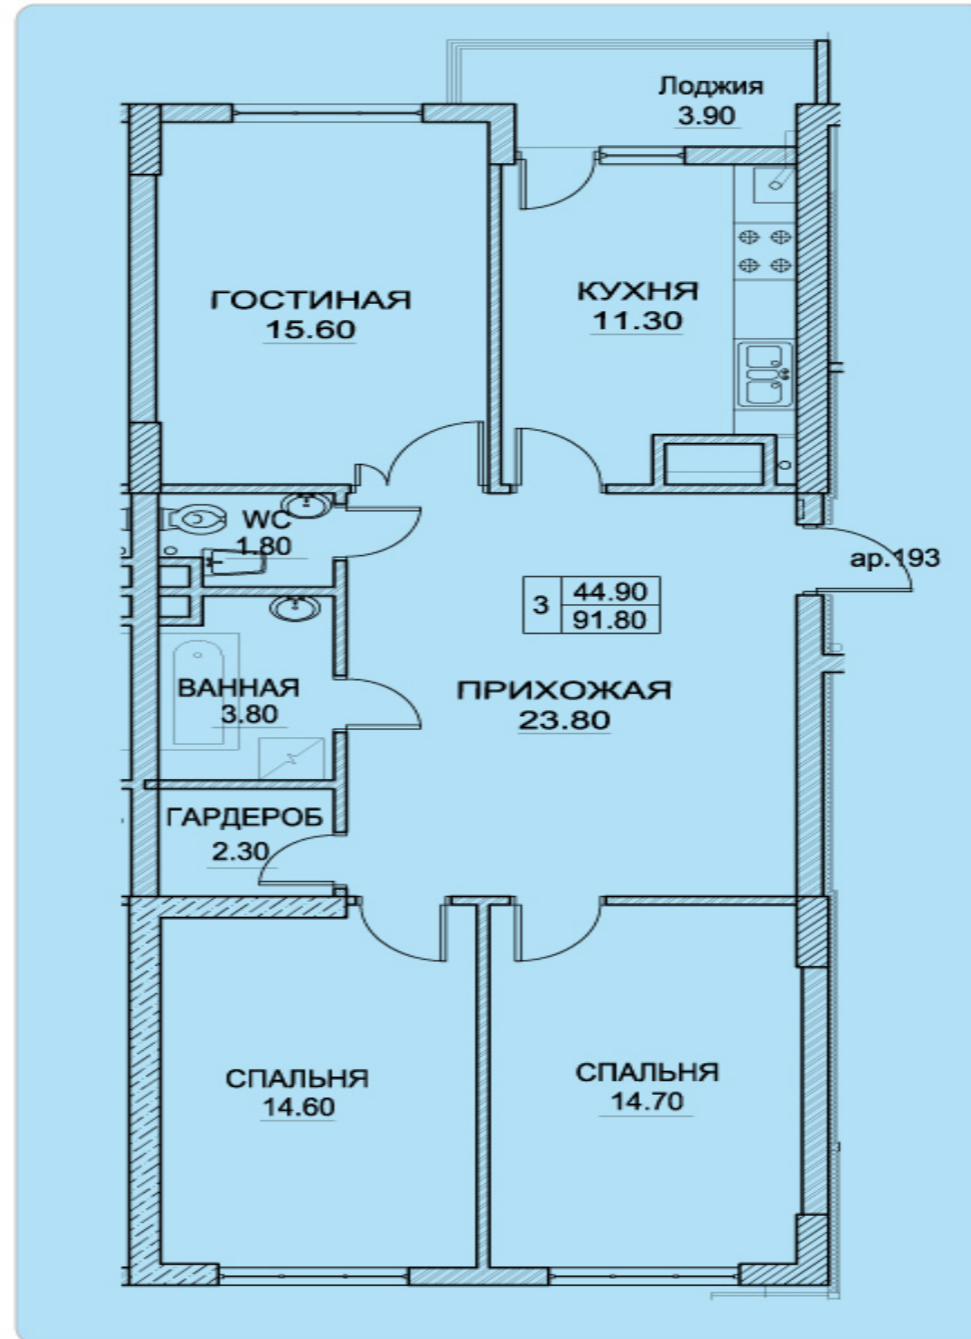 Лоджия
3.90
ГОСТИНАЯ
15.60
КУХНЯ
11.30
WC
1.80
ар.193
3
44.90
91.80
ВАННАЯ
3.80
ПРИХОЖАЯ
23.80
ГАРДЕРОБ
2.30
СПАЛЬНЯ
14.60
СПАЛЬНЯ
14.70